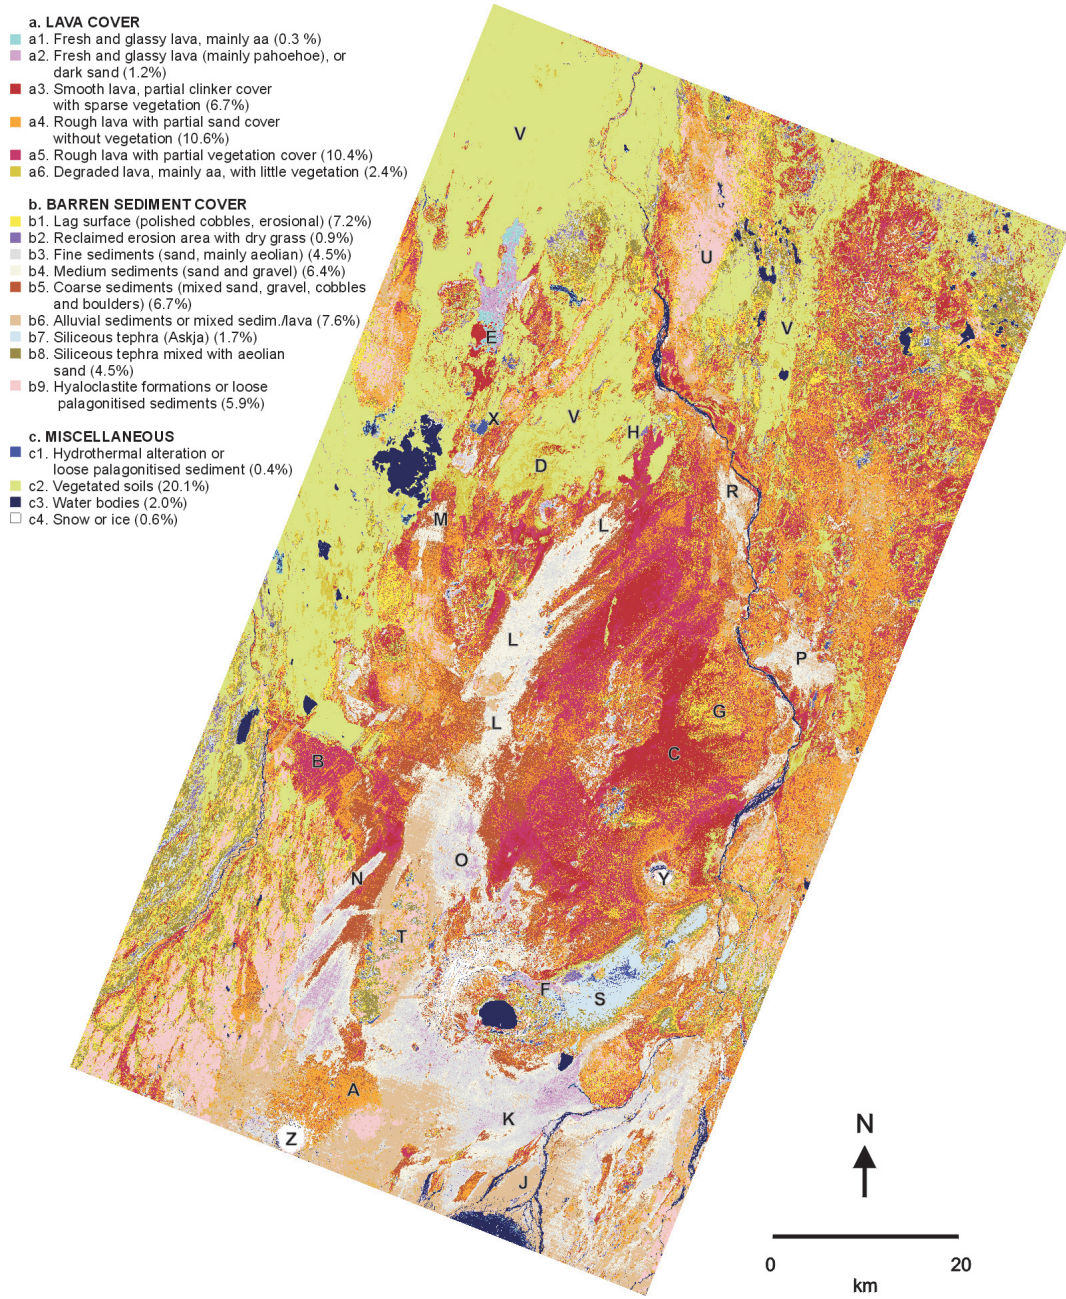 a. LAVA COVER
a1. Fresh and glassy lava, mainly aa (0.3 %)
a2. Fresh and glassy lava (mainly pahoehoe), or
dark sand (1.2%)
a3. Smooth lava, partial clinker cover
with sparse vegetation (6.7%)
a4. Rough lava with partial sand cover
without vegetation (10.6%)
a5. Rough lava with partial vegetation cover (10.4%)
a6. Degraded lava, mainly aa, with little vegetation (2.4%)
b. BARREN SEDIMENT COVER
b1. Lag surface (polished cobbles, erosional) (7.2%)
b2. Reclaimed erosion area with dry grass (0.9%)
b3. Fine sediments (sand, mainly aeolian) (4.5%)
b4. Medium sediments (sand and gravel) (6.4%)
b5. Coarse sediments (mixed sand, gravel, cobbles
and boulders) (6.7%)
b6. Alluvial sediments or mixed sedim./lava (7.6%)
b7. Siliceous tephra (Askja) (1.7%)
b8. Siliceous tephra mixed with aeolian
sand (4.5%)
b9. Hyaloclastite formations or loose
palagonitised sediments (5.9%)
c. MISCELLANEOUS
c1. Hydrothermal alteration or
loose palagonitised sediment (0.4%)
c2. Vegetated soils (20.1%)
c3. Water bodies (2.0%)
c4. Snow or ice (0.6%)
V
U
V
E
X
V
H
D
R
M
L
L
P
G
L
C
B
O
N
Y
T
F
S
A
K
Z
J
N
0
20
km